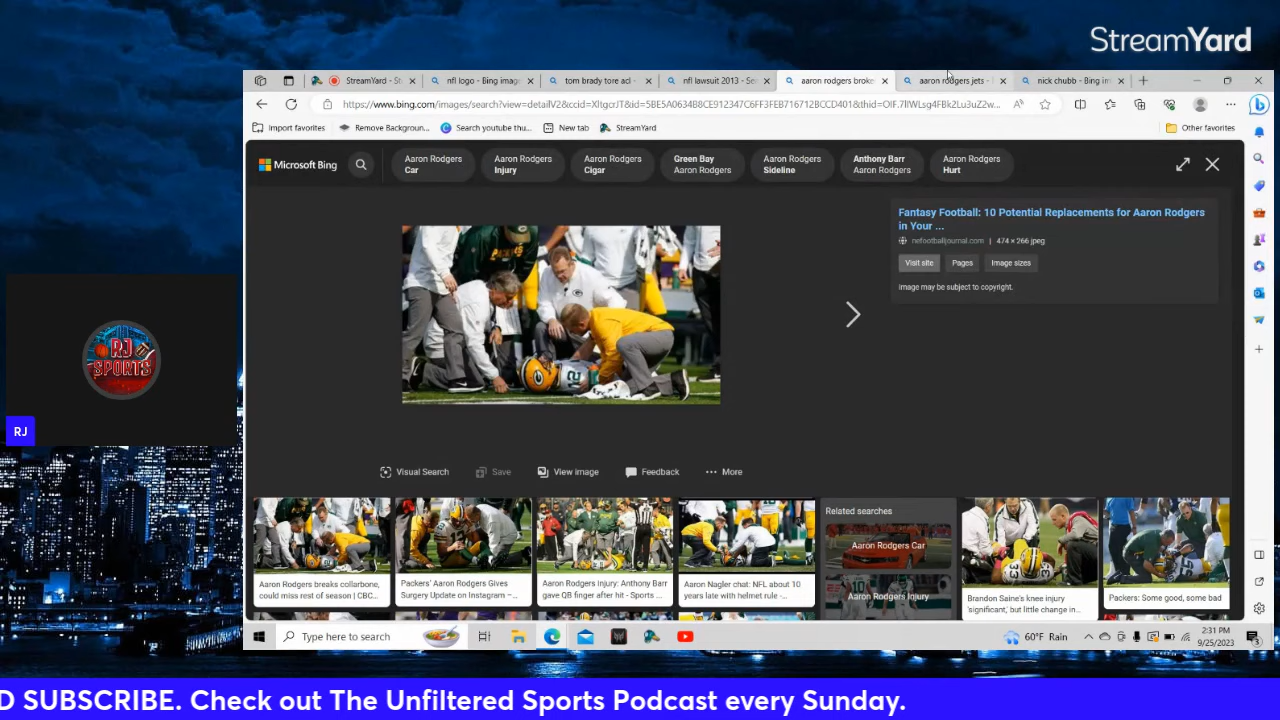 StreamYard
StreamYard - St
nfl logo - Bing image
tom brady tore acl -
nfl lawsuit 2013 - Se
aaron rodgers broke
aaron rodgers jets -
nick chubb - Bing im
https://www.bing.com/images/search?view=detailV2&ccid=XltgcrJT&id=5BE5A0634B8CE912347C6FF3FEB716712BCCD401&thid=OIF.7lIWLsg4FBk2Lu3uZ2w...
Import favorites
Remove Backgroun...
Search youtube thu...
New tab
StreamYard
Other favorites
Microsoft Bing
Aaron Rodgers
Car
Aaron Rodgers
Injury
Aaron Rodgers
Cigar
Green Bay
Aaron Rodgers
Aaron Rodgers
Sideline
Anthony Barr
Aaron Rodgers
Aaron Rodgers
Hurt
Fantasy Football: 10 Potential Replacements for Aaron Rodgers
in Your ...
nefootballjournal.com | 474 × 266 jpeg
Visit site
Pages
Image sizes
Image may be subject to copyright.
12
RJ
SPORTS
RJ
Visual Search
Save
View image
Feedback
More
Aaron Rodgers breaks collarbone,
could miss rest of season | CBC...
Packers' Aaron Rodgers Gives
Surgery Update on Instagram –...
Aaron Rodgers injury: Anthony Barr
gave QB finger after hit - Sports ...
Aaron Nagler chat: NFL about 10
years late with helmet rule -...
Related searches
Aaron Rodgers Car
Aaron Rodgers Injury
Brandon Saine's knee injury
'significant', but little change in...
Packers: Some good, some bad
Type here to search
60°F Rain
2:31 PM
9/25/2023
D SUBSCRIBE. Check out The Unfiltered Sports Podcast every Sunday.